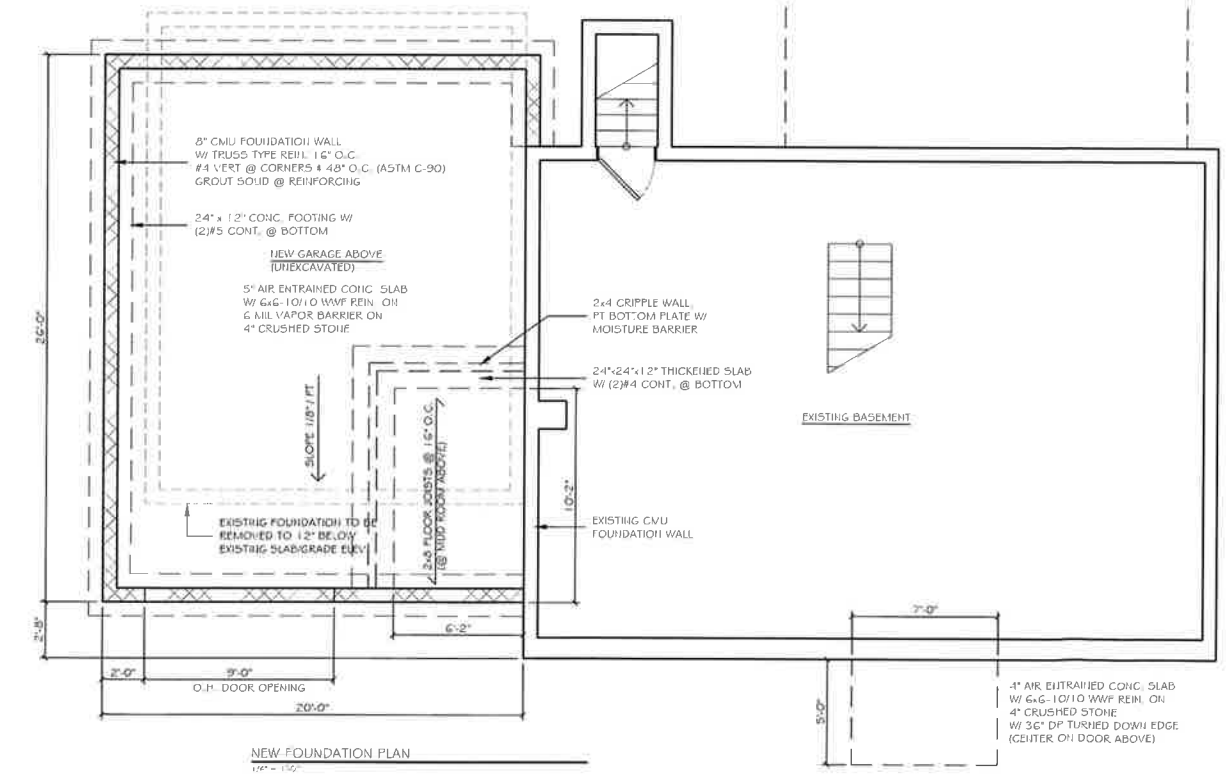 8" CMU FOUNDATION WALL
W/ TRUSS TYPE REIN. 16" O.C.
#4 VERT @ CORNERS & 48" O.C. (ASTM C-90)
GROUT SOLID @ REINFORCING
24" x 12" CONC. FOOTING W/
(2)#5 CONT. @ BOTTOM
NEW GARAGE ABOVE
(UNEXCAVATED)
5" AIR ENTRAINED CONC. SLAB
W/ 6x6-10/10 WWF REIN. ON
6 MIL VAPOR BARRIER ON
4" CRUSHED STONE
26'-0"
2x4 CRIPPLE WALL,
PT BOTTOM PLATE W/
MOISTURE BARRIER
24"x24"x12" THICKENED SLAB
W/ (2)#4 CONT. @ BOTTOM
SLOPE 1/8" / FT
2x8 FLOOR JOISTS @ 16" O.C.
(@ MUD ROOM ABOVE)
10'-2"
EXISTING BASEMENT
EXISTING FOUNDATION TO BE
REMOVED TO 12" BELOW
EXISTING SLAB/GRADE ELEV.
EXISTING CMU
FOUNDATION WALL
2'-8"
6'-2"
7'-0"
2'-0"
9'-0"
O.H. DOOR OPENING
20'-0"
5'-0"
4" AIR ENTRAINED CONC. SLAB
W/ 6x6-10/10 WWF REIN. ON
4" CRUSHED STONE
W/ 36" DP TURNED DOWN EDGE
(CENTER ON DOOR ABOVE)
NEW FOUNDATION PLAN